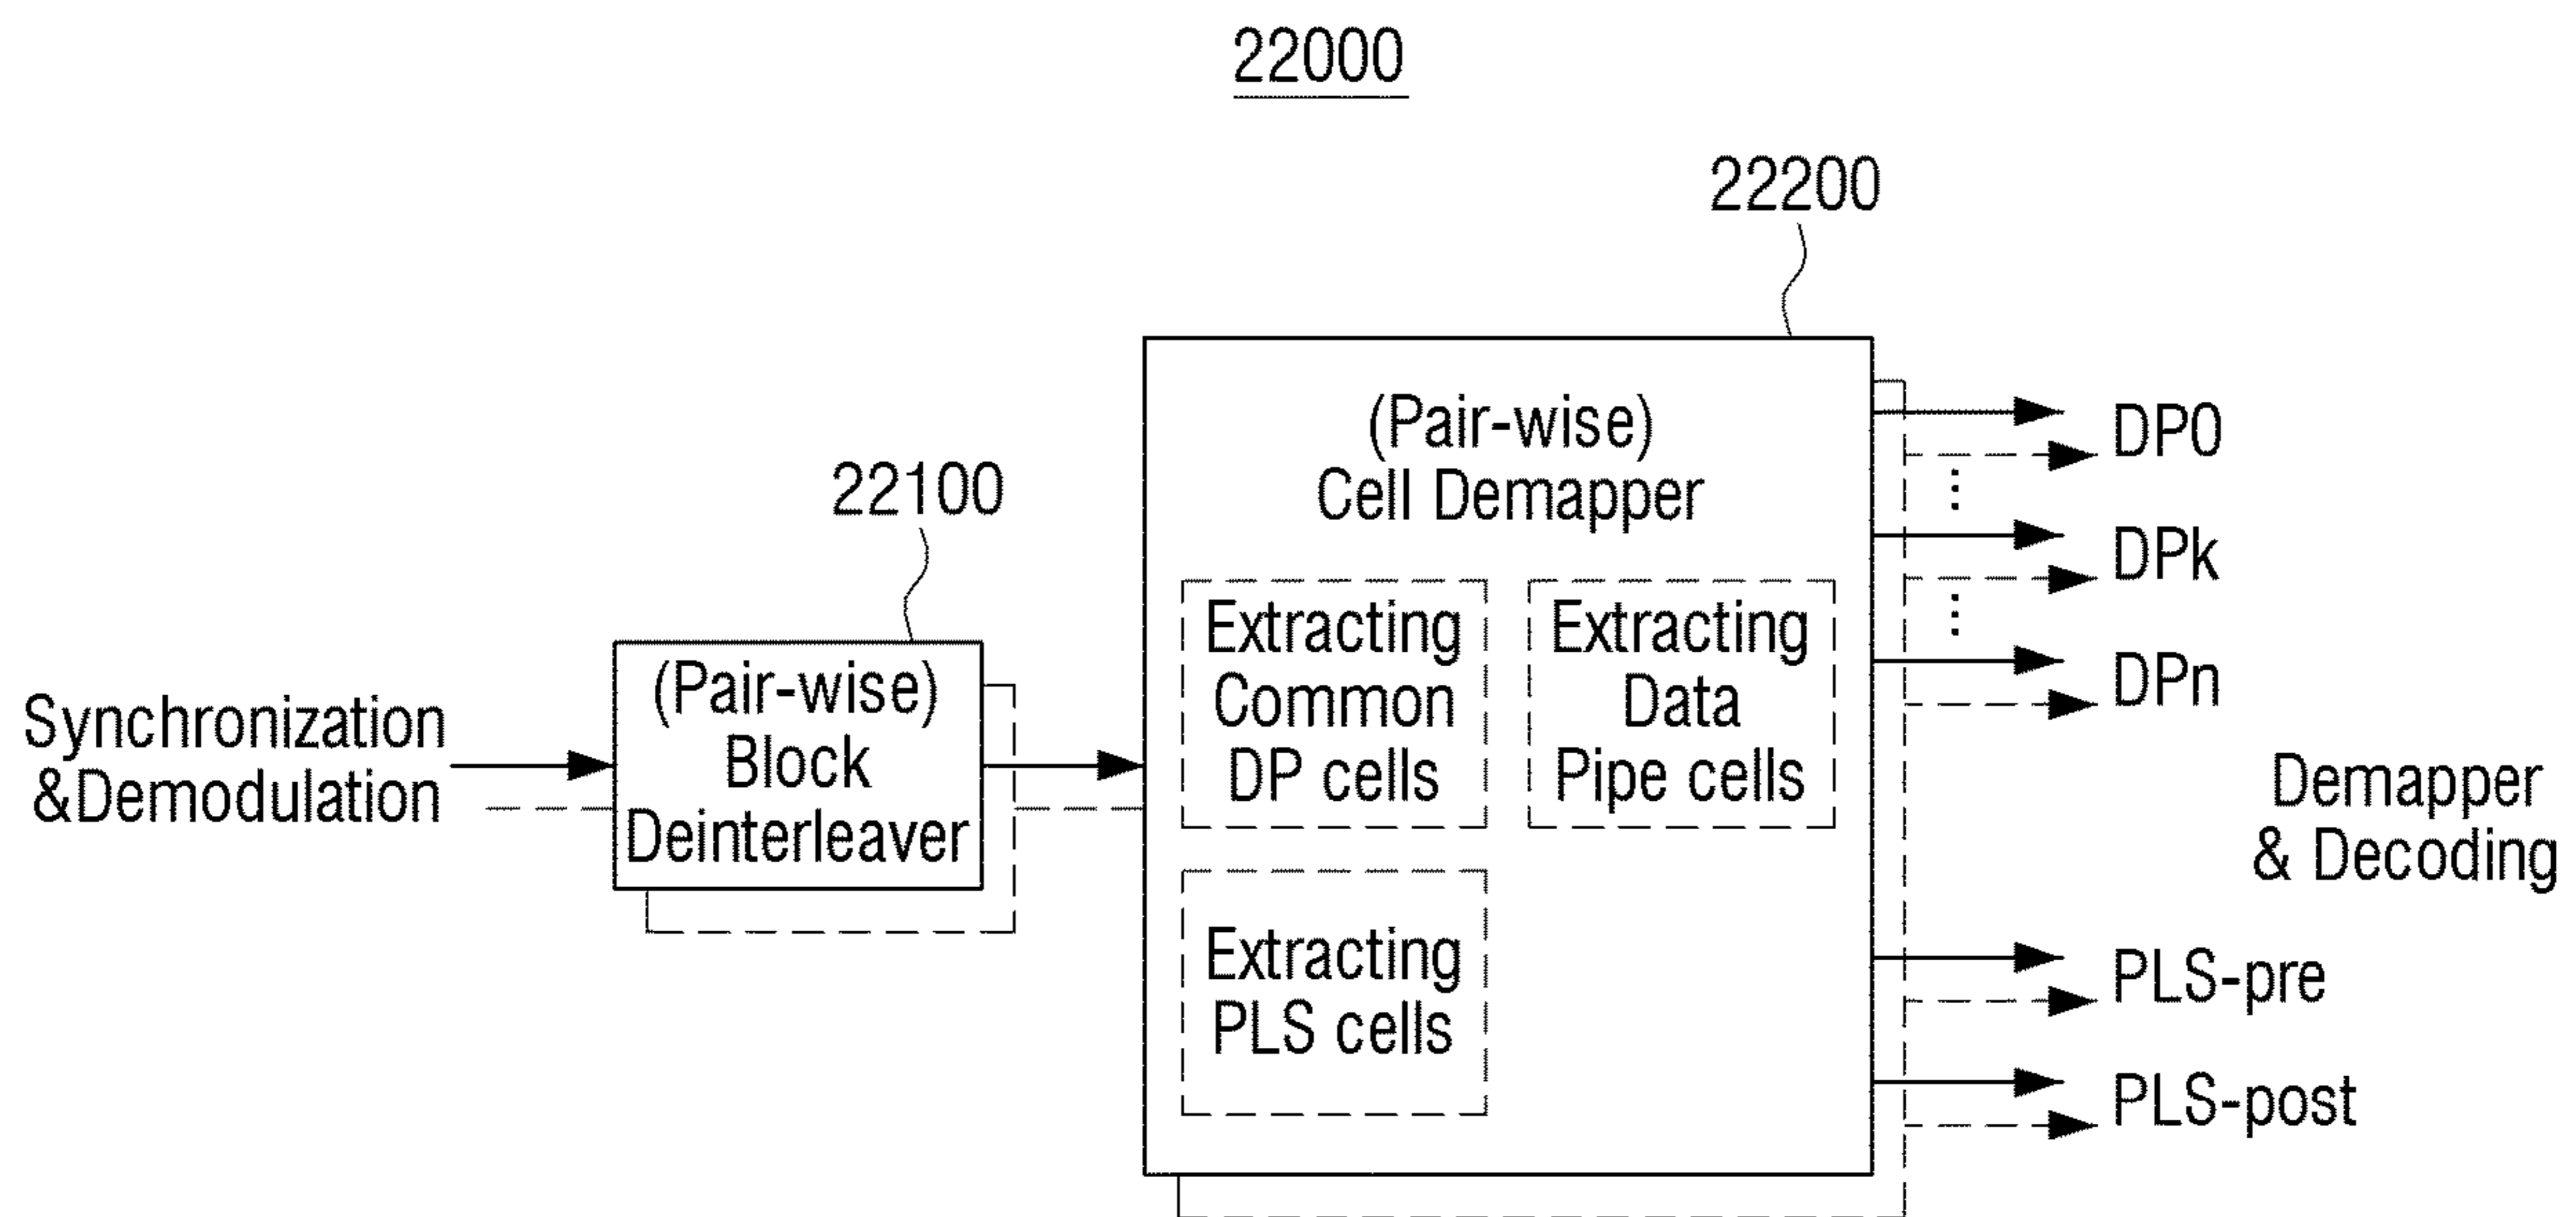 22000
22200
22100
Synchronization
&Demodulation
(Pair-wise)
Block
Deinterleaver
(Pair-wise)
Cell Demapper
Extracting
Common
DP cells
Extracting
Data
Pipe cells
Extracting
PLS cells
DP0
⋮
DPk
⋮
DPn
PLS-pre
PLS-post
Demapper
& Decoding